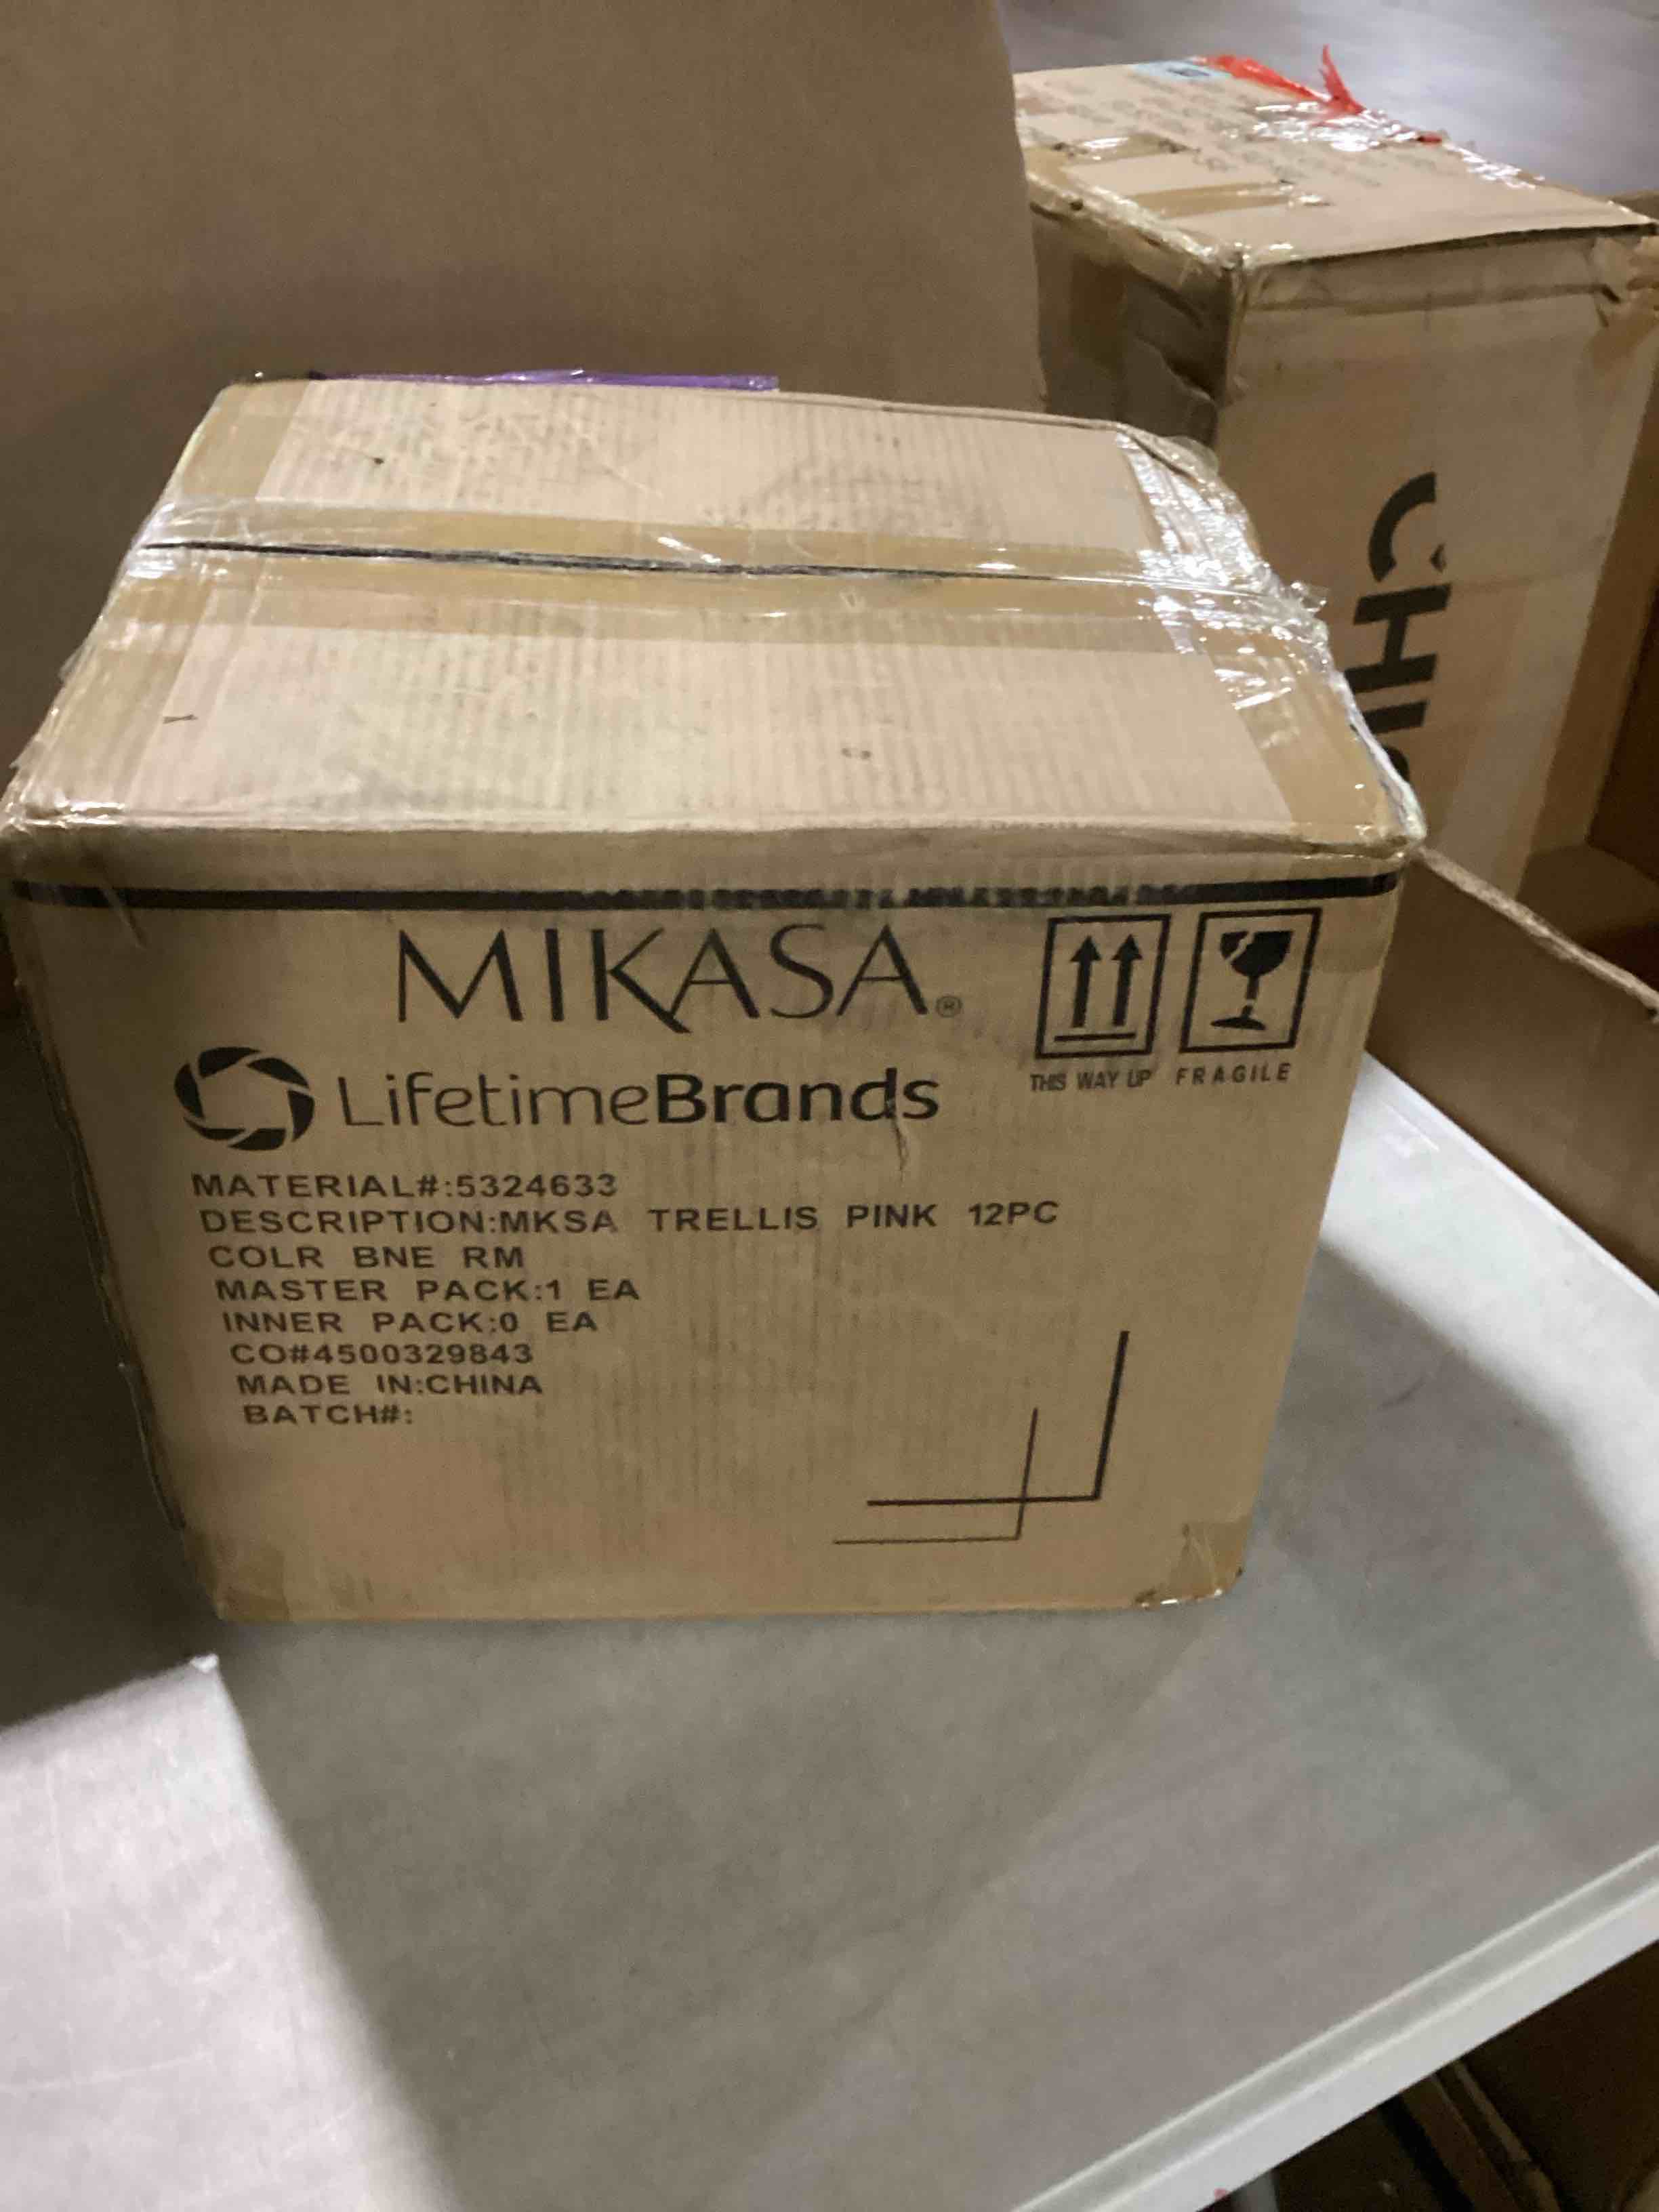 MIKASA®
LifetimeBrands
THIS WAY UP FRAGILE
MATERIAL#:5324633
DESCRIPTION:MKSA TRELLIS PINK 12PC
COLR BNE RM
MASTER PACK:1 EA
INNER PACK:0 EA
CO#4500329843
MADE IN:CHINA
BATCH#:
CHI